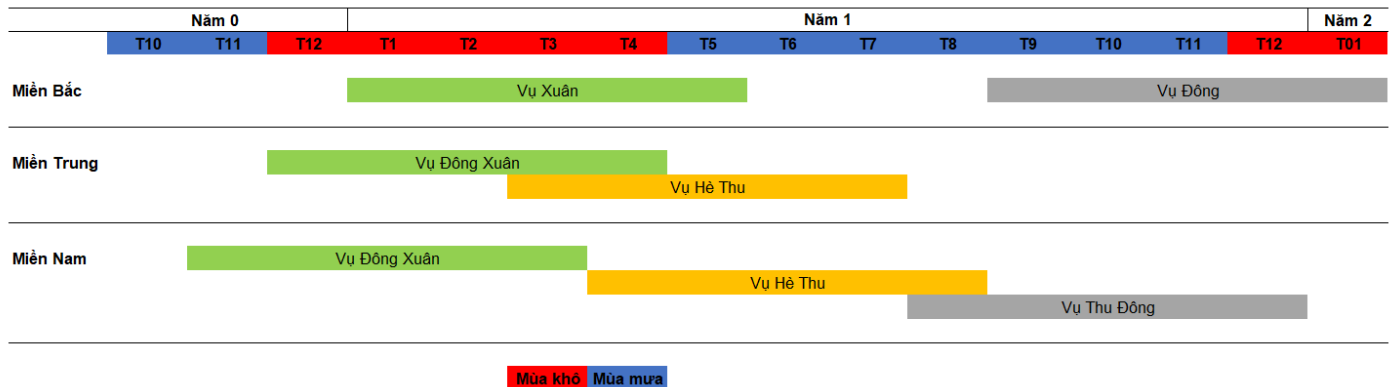 Năm 0 Năm 1 Năm 2
T10 T11 T12 T1 T2 T3 T4 T5 T6 T7 T8 T9 T10 T11 T12 T01
Miền Bắc Vụ Xuân Vụ Đông
Miền Trung Vụ Đông Xuân
Vụ Hè Thu
Miền Nam Vụ Đông Xuân
Vụ Hè Thu
Vụ Thu Đông
Mùa khô Mùa mưa